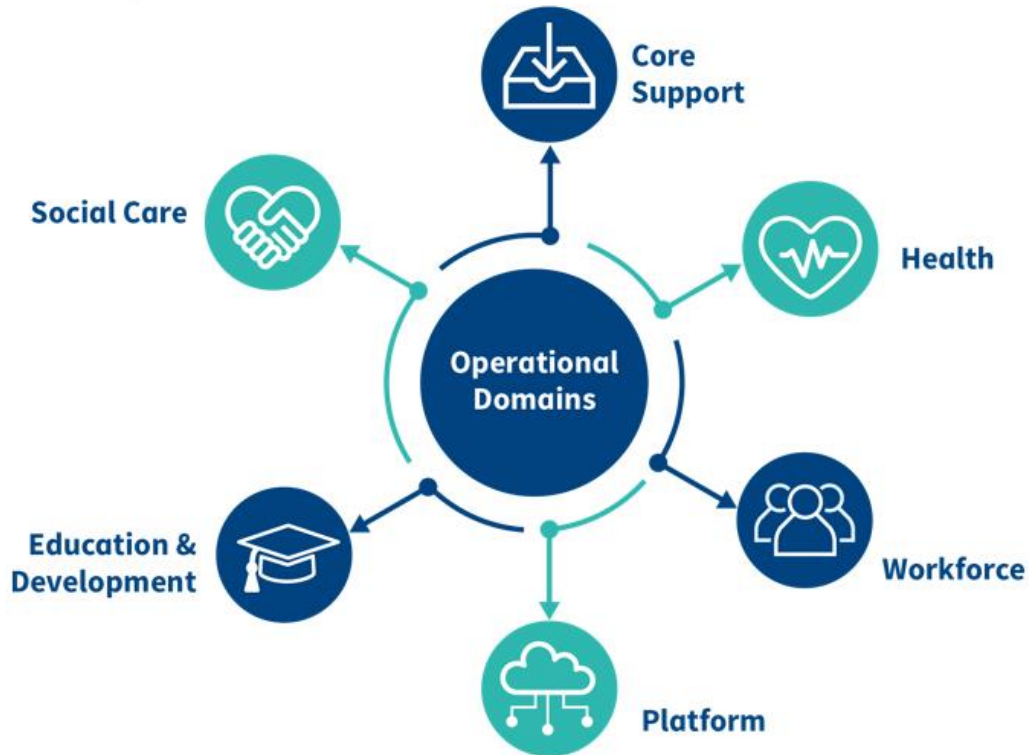 Core
Support
Social Care
Health
Operational
Domains
Education &
Development
Workforce
Platform